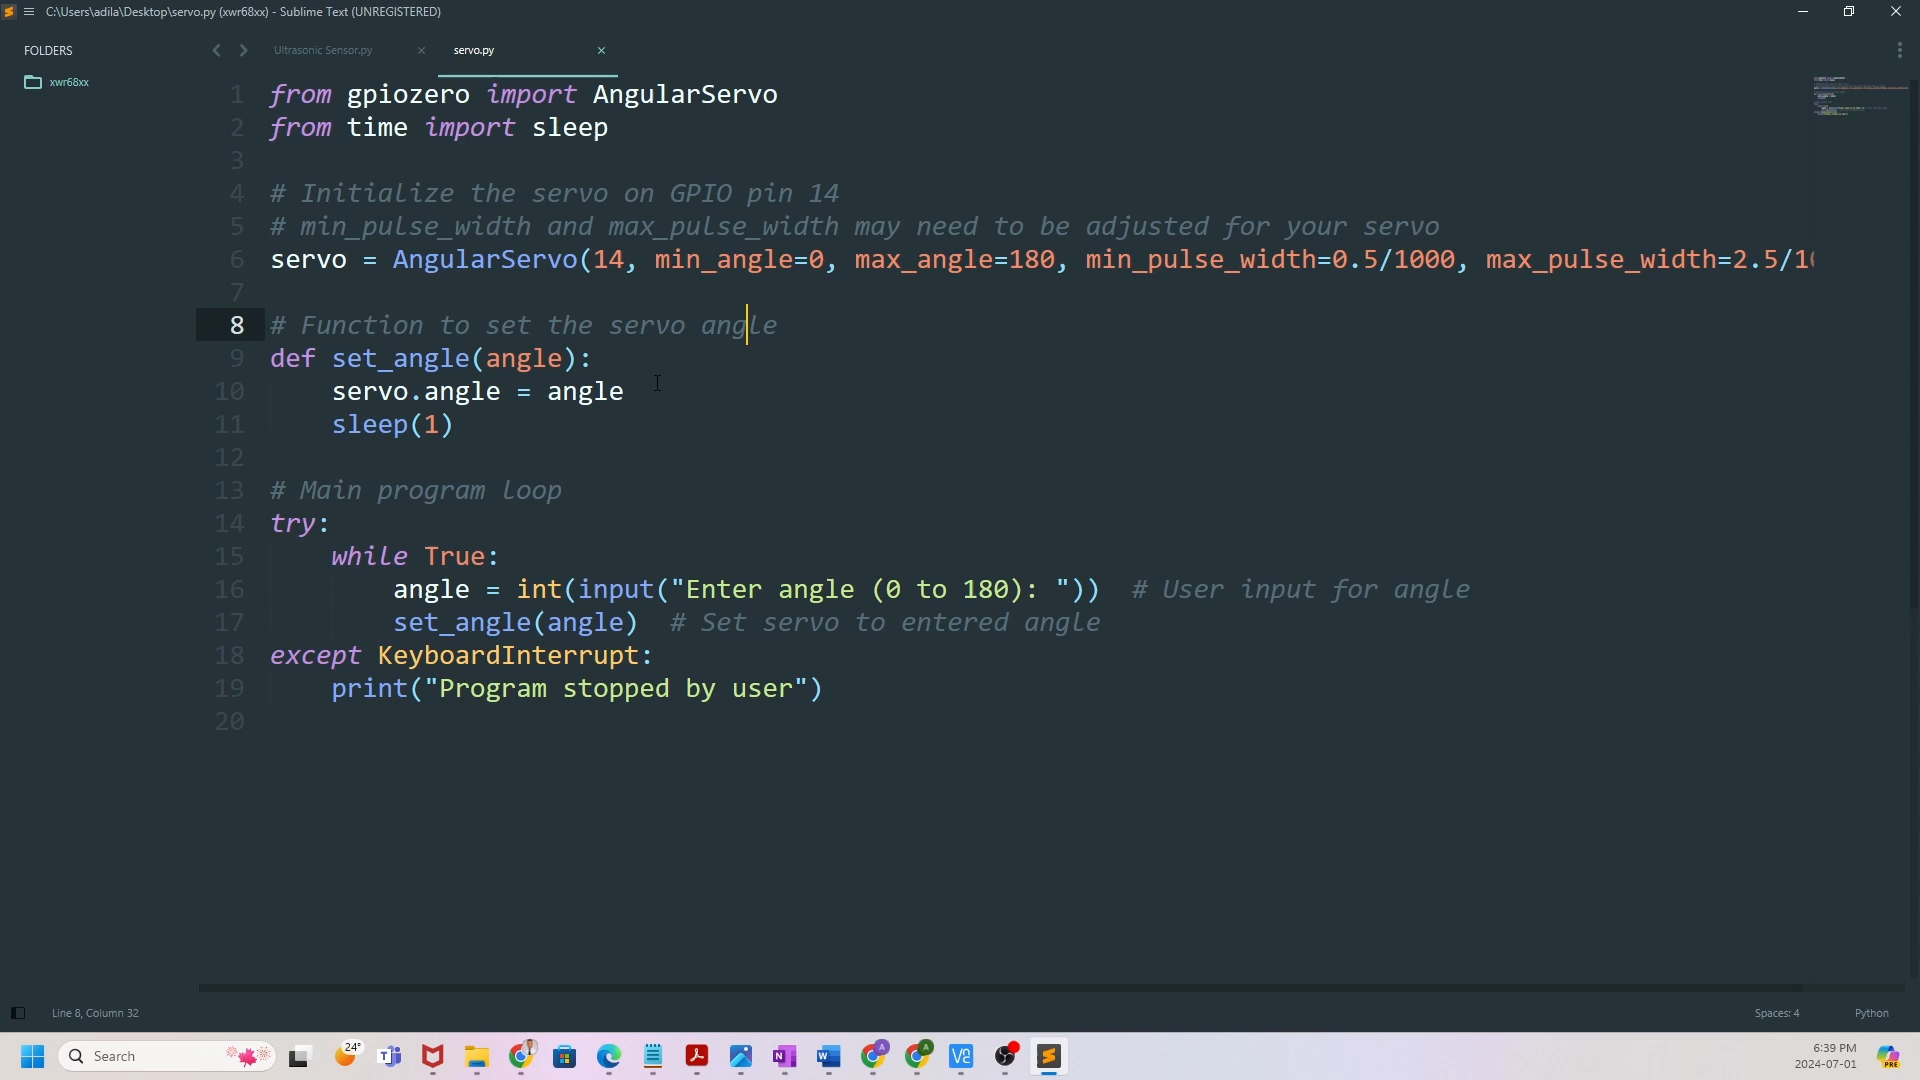 C:\Users\adila\Desktop\servo.py (xwr68xx) - Sublime Text (UNREGISTERED)
FOLDERS
xwr68xx
Ultrasonic Sensor.py
servo.py
1 from gpiozero import AngularServo
2 from time import sleep
3
4 # Initialize the servo on GPIO pin 14
5 # min_pulse_width and max_pulse_width may need to be adjusted for your servo
6 servo = AngularServo(14, min_angle=0, max_angle=180, min_pulse_width=0.5/1000, max_pulse_width=2.5/10
7
8 # Function to set the servo angle
9 def set_angle(angle):
10 servo.angle = angle
11 sleep(1)
12
13 # Main program loop
14 try:
15 while True:
16 angle = int(input("Enter angle (0 to 180): "))  # User input for angle
17 set_angle(angle)  # Set servo to entered angle
18 except KeyboardInterrupt:
19 print("Program stopped by user")
20
Line 8, Column 32
Spaces: 4
Python
Search
24°
6:39 PM
2024-07-01